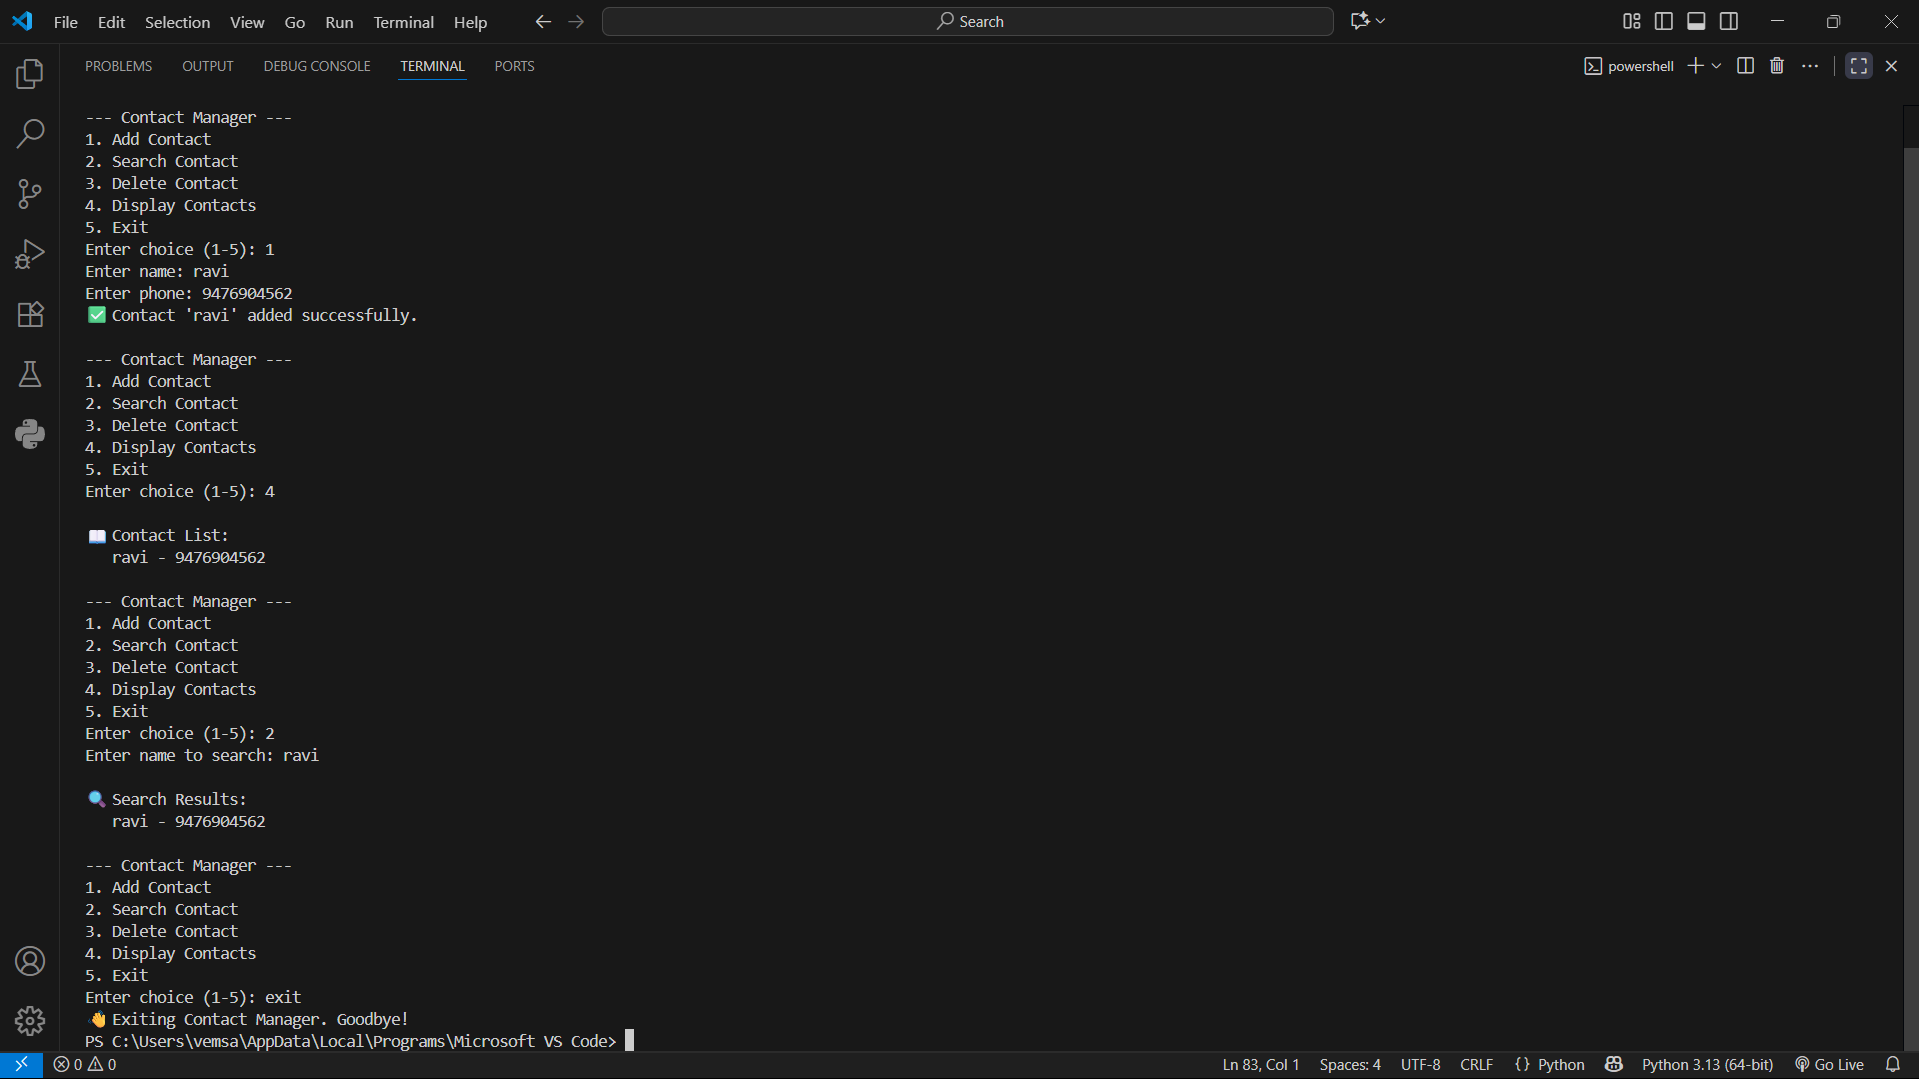 File Edit Selection View Go Run Terminal Help
Search
PROBLEMS OUTPUT DEBUG CONSOLE TERMINAL PORTS
powershell
--- Contact Manager ---
1. Add Contact
2. Search Contact
3. Delete Contact
4. Display Contacts
5. Exit
Enter choice (1-5): 1
Enter name: ravi
Enter phone: 9476904562
✅ Contact 'ravi' added successfully.
--- Contact Manager ---
1. Add Contact
2. Search Contact
3. Delete Contact
4. Display Contacts
5. Exit
Enter choice (1-5): 4
📖 Contact List:
ravi - 9476904562
--- Contact Manager ---
1. Add Contact
2. Search Contact
3. Delete Contact
4. Display Contacts
5. Exit
Enter choice (1-5): 2
Enter name to search: ravi
🔍 Search Results:
ravi - 9476904562
--- Contact Manager ---
1. Add Contact
2. Search Contact
3. Delete Contact
4. Display Contacts
5. Exit
Enter choice (1-5): exit
👋 Exiting Contact Manager. Goodbye!
PS C:\Users\vemsa\AppData\Local\Programs\Microsoft VS Code>
0 0 Ln 83, Col 1 Spaces: 4 UTF-8 CRLF {} Python Python 3.13 (64-bit) Go Live